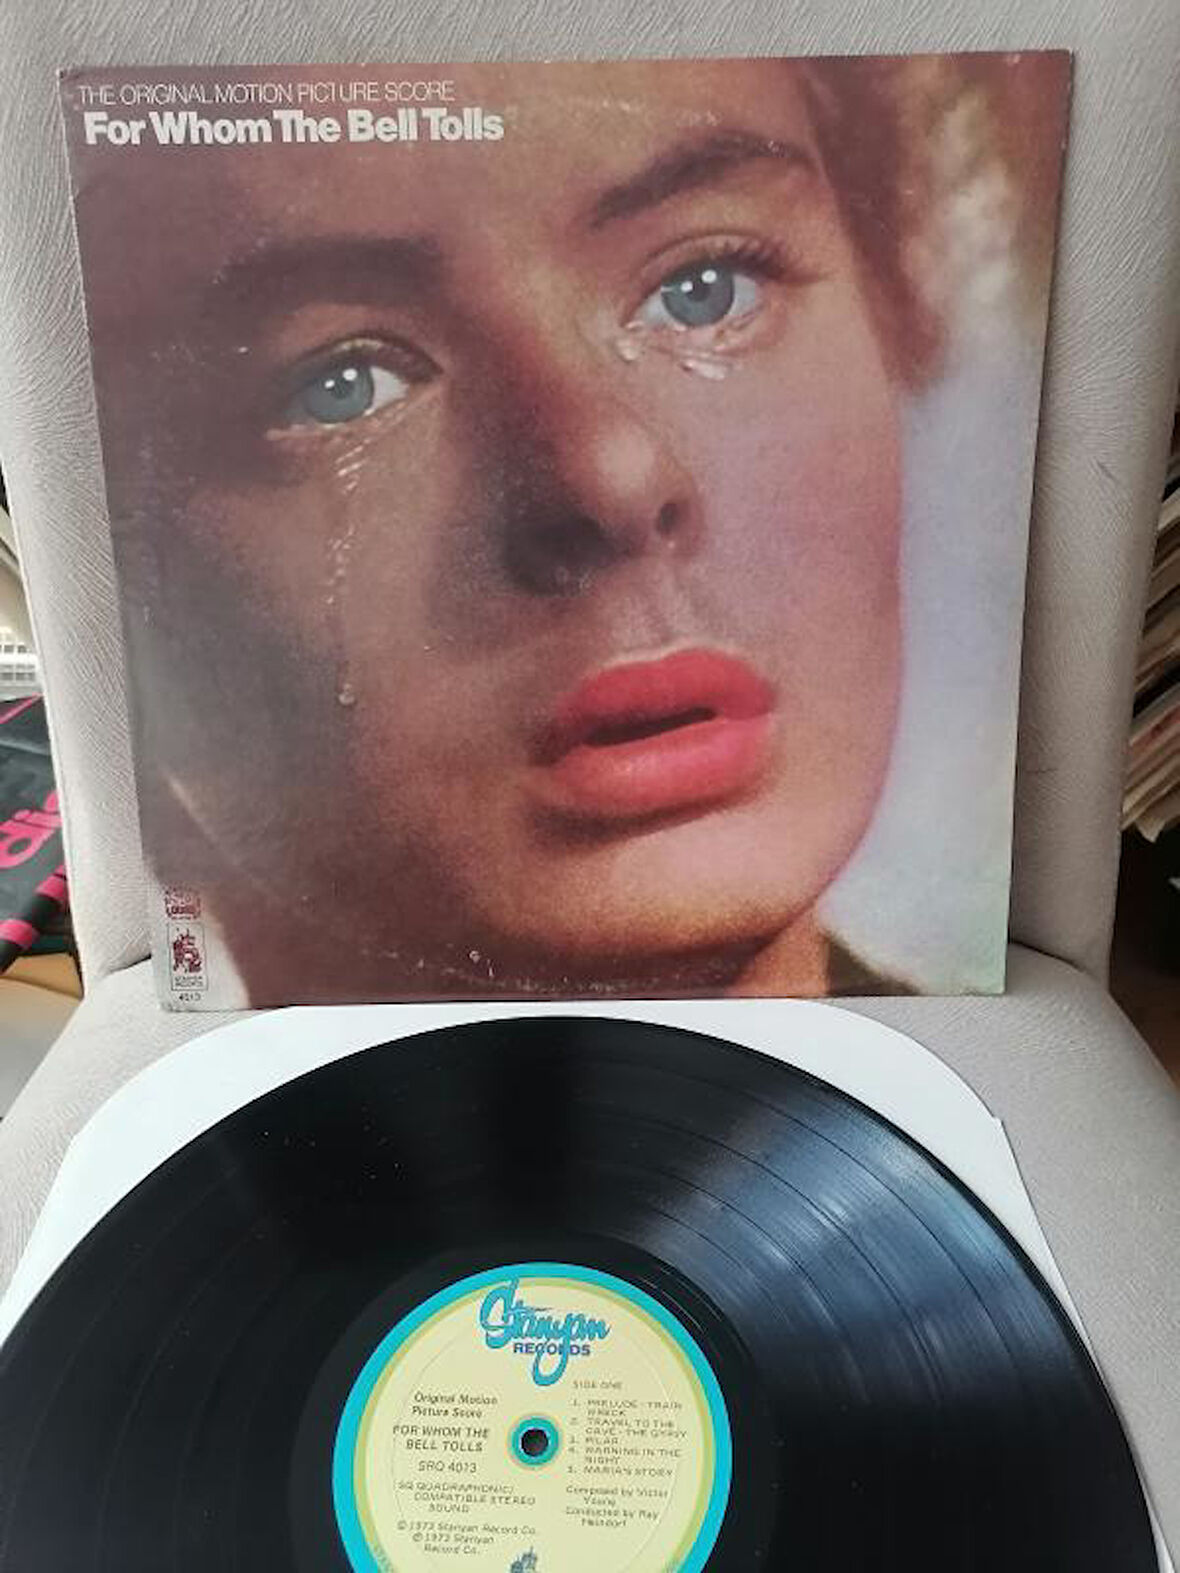 THE ORIGINAL MOTION PICTURE SCORE
For Whom The Bell Tolls
STANYAN
RECORDS
4013
Stanyan
RECORDS
SIDE ONE
Original Motion
Picture Score
FOR WHOM THE
BELL TOLLS
SRQ 4013
SQ QUADRAPHONIC/
COMPATIBLE STEREO
SOUND
© 1973 Stanyan Record Co.
℗ 1973 Stanyan
Record Co.
1. PRELUDE - TRAIN
WRECK
2. TRAVEL TO THE
CAVE - THE GYPSY
3. PILAR
4. WARNING IN THE
NIGHT
5. MARIA'S STORY
Composed by Victor
Young
Conducted by Ray
Heindorf